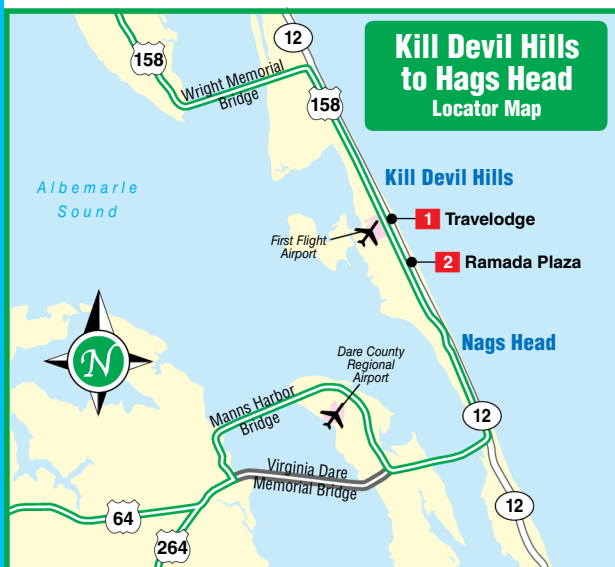 Kill Devil Hills
to Hags Head
Locator Map
12
158
Wright Memorial
Bridge
158
Albemarle
Sound
Kill Devil Hills
1 Travelodge
First Flight
Airport
2 Ramada Plaza
Nags Head
N
Dare County
Regional
Airport
Manns Harbor
Bridge
12
Virginia Dare
Memorial Bridge
12
64
264